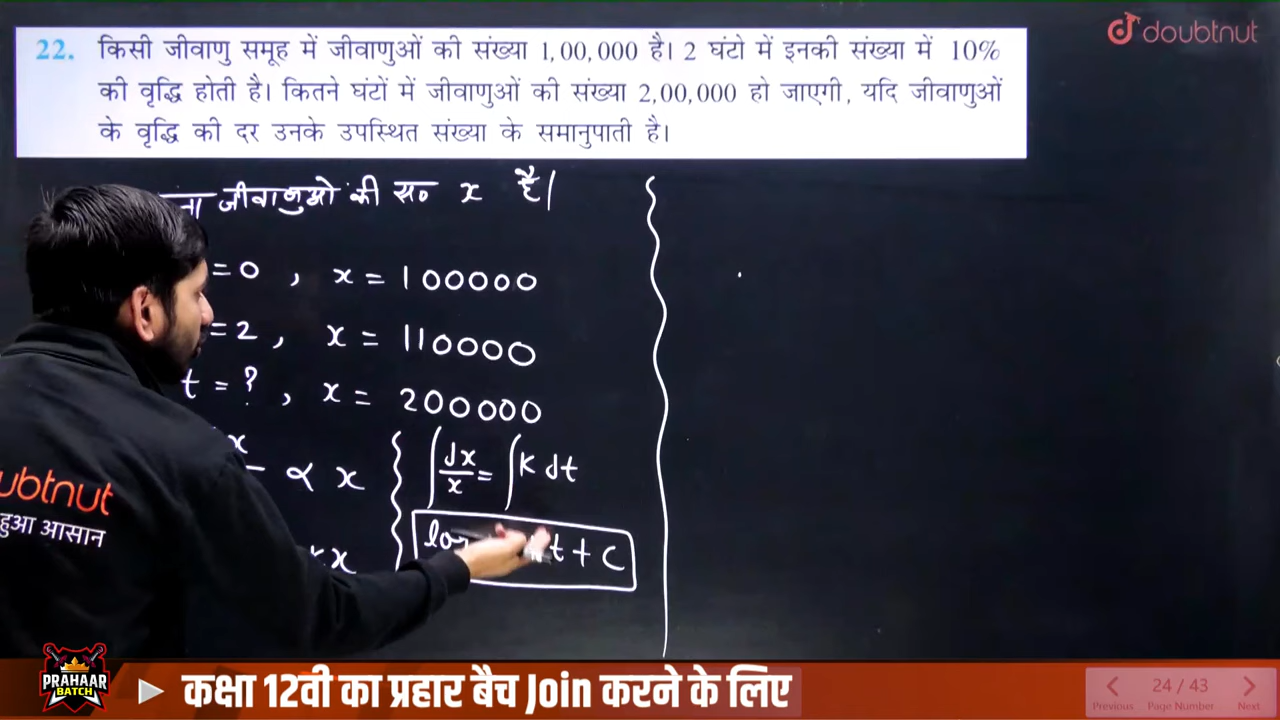 22. किसी जीवाणु समूह में जीवाणुओं की संख्या 1,00,000 है। 2 घंटो में इनकी संख्या में 10%
की वृद्धि होती है। कितने घंटों में जीवाणुओं की संख्या 2,00,000 हो जाएगी, यदि जीवाणुओं
के वृद्धि की दर उनके उपस्थित संख्या के समानुपाती है।
doubtnut
जीवाणुओ की स० x है।
=0 , x = 100000
=2 , x = 110000
t = ? , x = 200000
x
∝ x
∫dx/x = ∫K dt
t + C
x
ubtnut
हुआ आसान
PRAHAAR
BATCH
कक्षा 12वी का प्रहार बैच Join करने के लिए
24 / 43
Previous Page Number Next